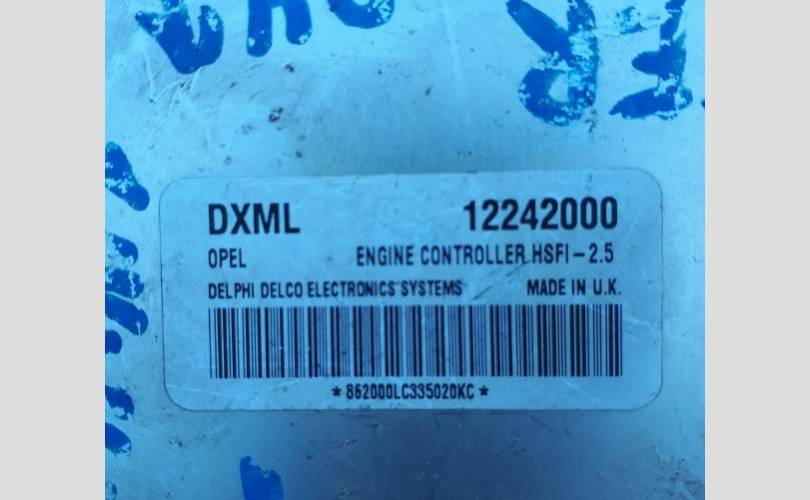 DXML 12242000
OPEL ENGINE CONTROLLER HSFI-2.5
DELPHI DELCO ELECTRONICS SYSTEMS MADE IN U.K.
*862000LC335020KC*